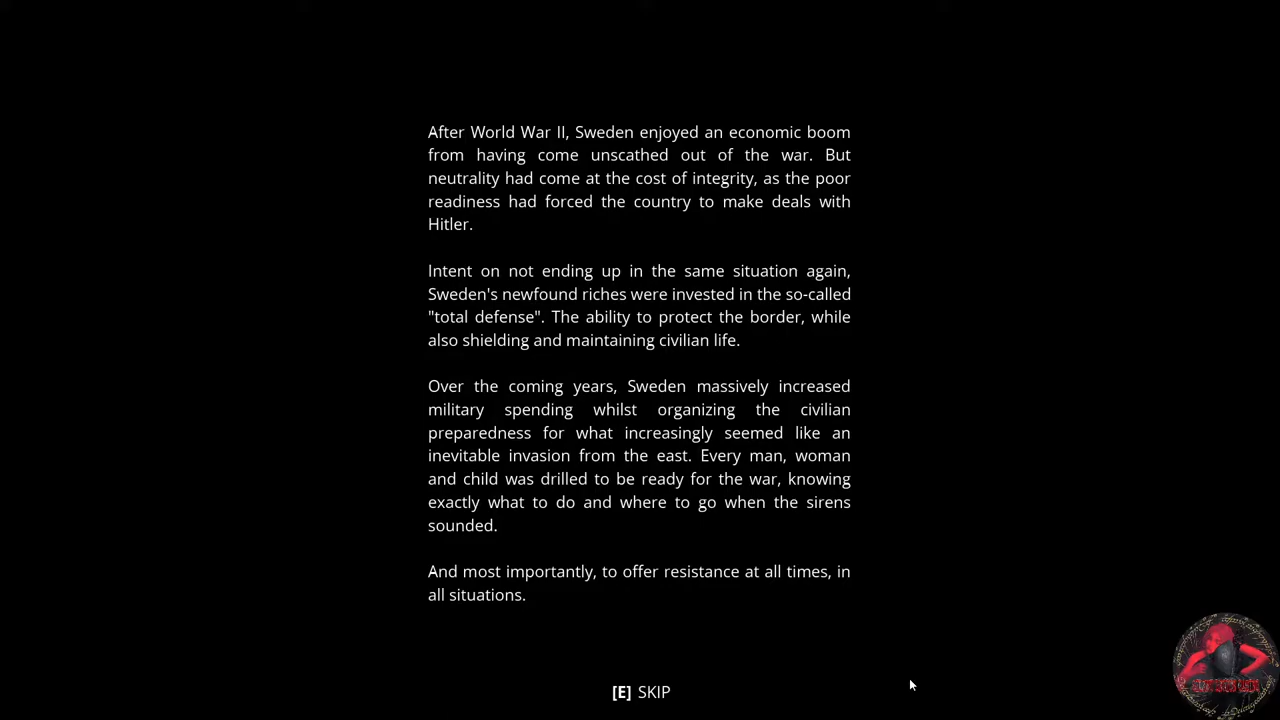 After World War II, Sweden enjoyed an economic boom
from having come unscathed out of the war. But
neutrality had come at the cost of integrity, as the poor
readiness had forced the country to make deals with
Hitler.
Intent on not ending up in the same situation again,
Sweden's newfound riches were invested in the so-called
"total defense". The ability to protect the border, while
also shielding and maintaining civilian life.
Over the coming years, Sweden massively increased
military spending whilst organizing the civilian
preparedness for what increasingly seemed like an
inevitable invasion from the east. Every man, woman
and child was drilled to be ready for the war, knowing
exactly what to do and where to go when the sirens
sounded.
And most importantly, to offer resistance at all times, in
all situations.
[E] SKIP